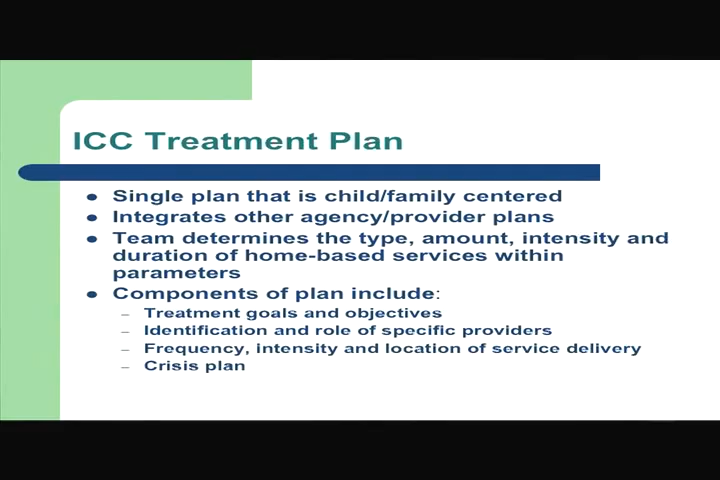 ICC Treatment Plan
● Single plan that is child/family centered
● Integrates other agency/provider plans
● Team determines the type, amount, intensity and
duration of home-based services within
parameters
● Components of plan include:
– Treatment goals and objectives
– Identification and role of specific providers
– Frequency, intensity and location of service delivery
– Crisis plan